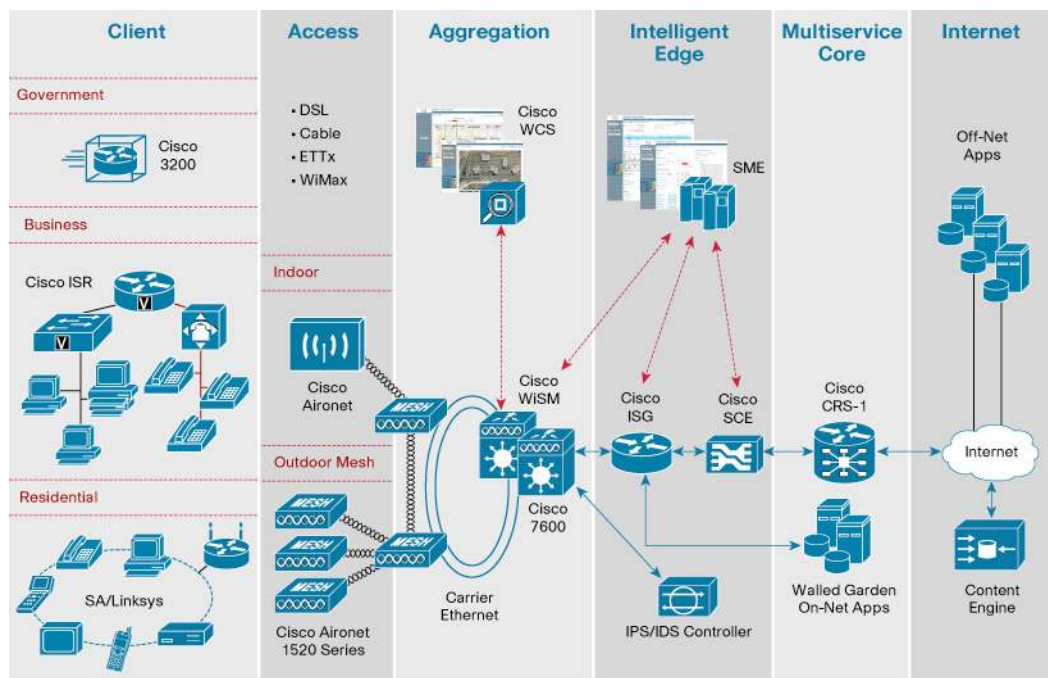 Client
Government
Cisco
3200
Business
Cisco ISR
V
V
Residential
SA/Linksys
Access
• DSL
• Cable
• ETTx
• WiMax
Indoor
Cisco
Aironet
Outdoor Mesh
MESH
MESH
MESH
Cisco Aironet
1520 Series
Aggregation
Cisco
WCS
MESH
MESH
Cisco
WiSM
Cisco
7600
Carrier
Ethernet
Intelligent
Edge
SME
Cisco
ISG
Cisco
SCE
IPS/IDS Controller
Multiservice
Core
Cisco
CRS-1
Walled Garden
On-Net Apps
Internet
Off-Net
Apps
Internet
Content
Engine